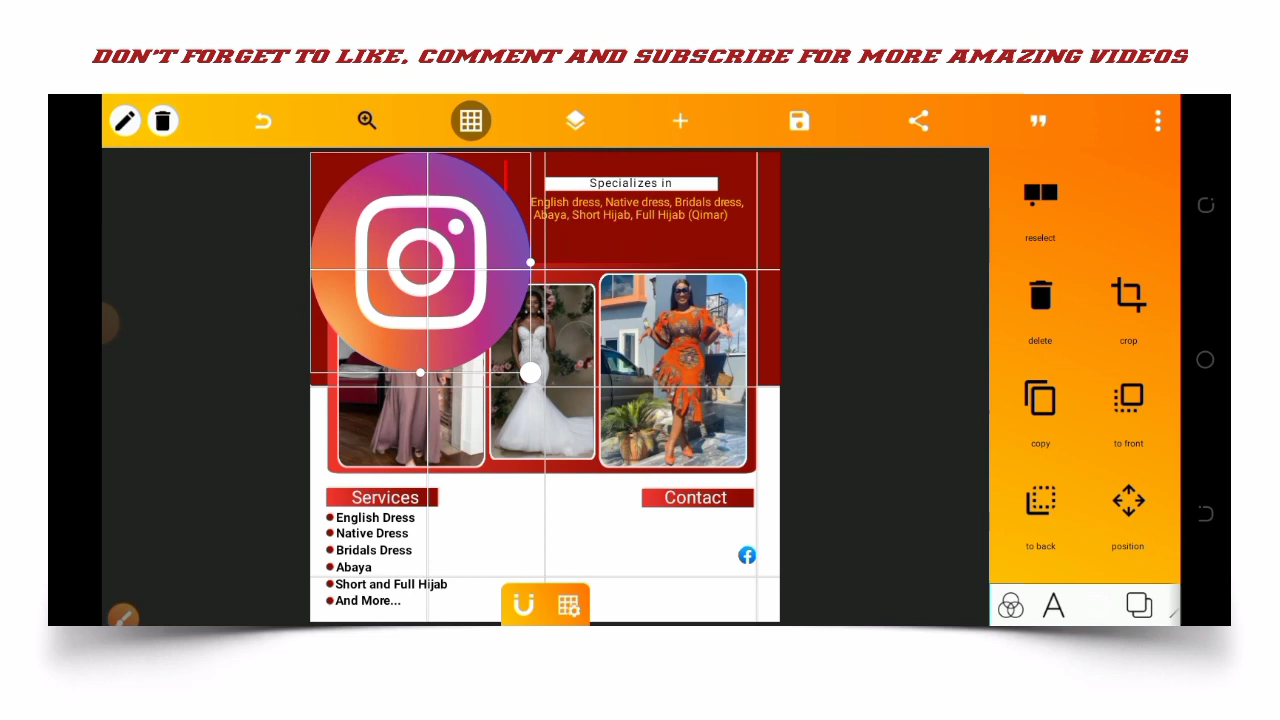 DON'T FORGET TO LIKE, COMMENT AND SUBSCRIBE FOR MORE AMAZING VIDEOS
Specializes in
English dress, Native dress, Bridals dress,
Abaya, Short Hijab, Full Hijab (Qimar)
reselect
delete
crop
copy
to front
to back
position
Services
Contact
English Dress
Native Dress
Bridals Dress
Abaya
Short and Full Hijab
And More...
A